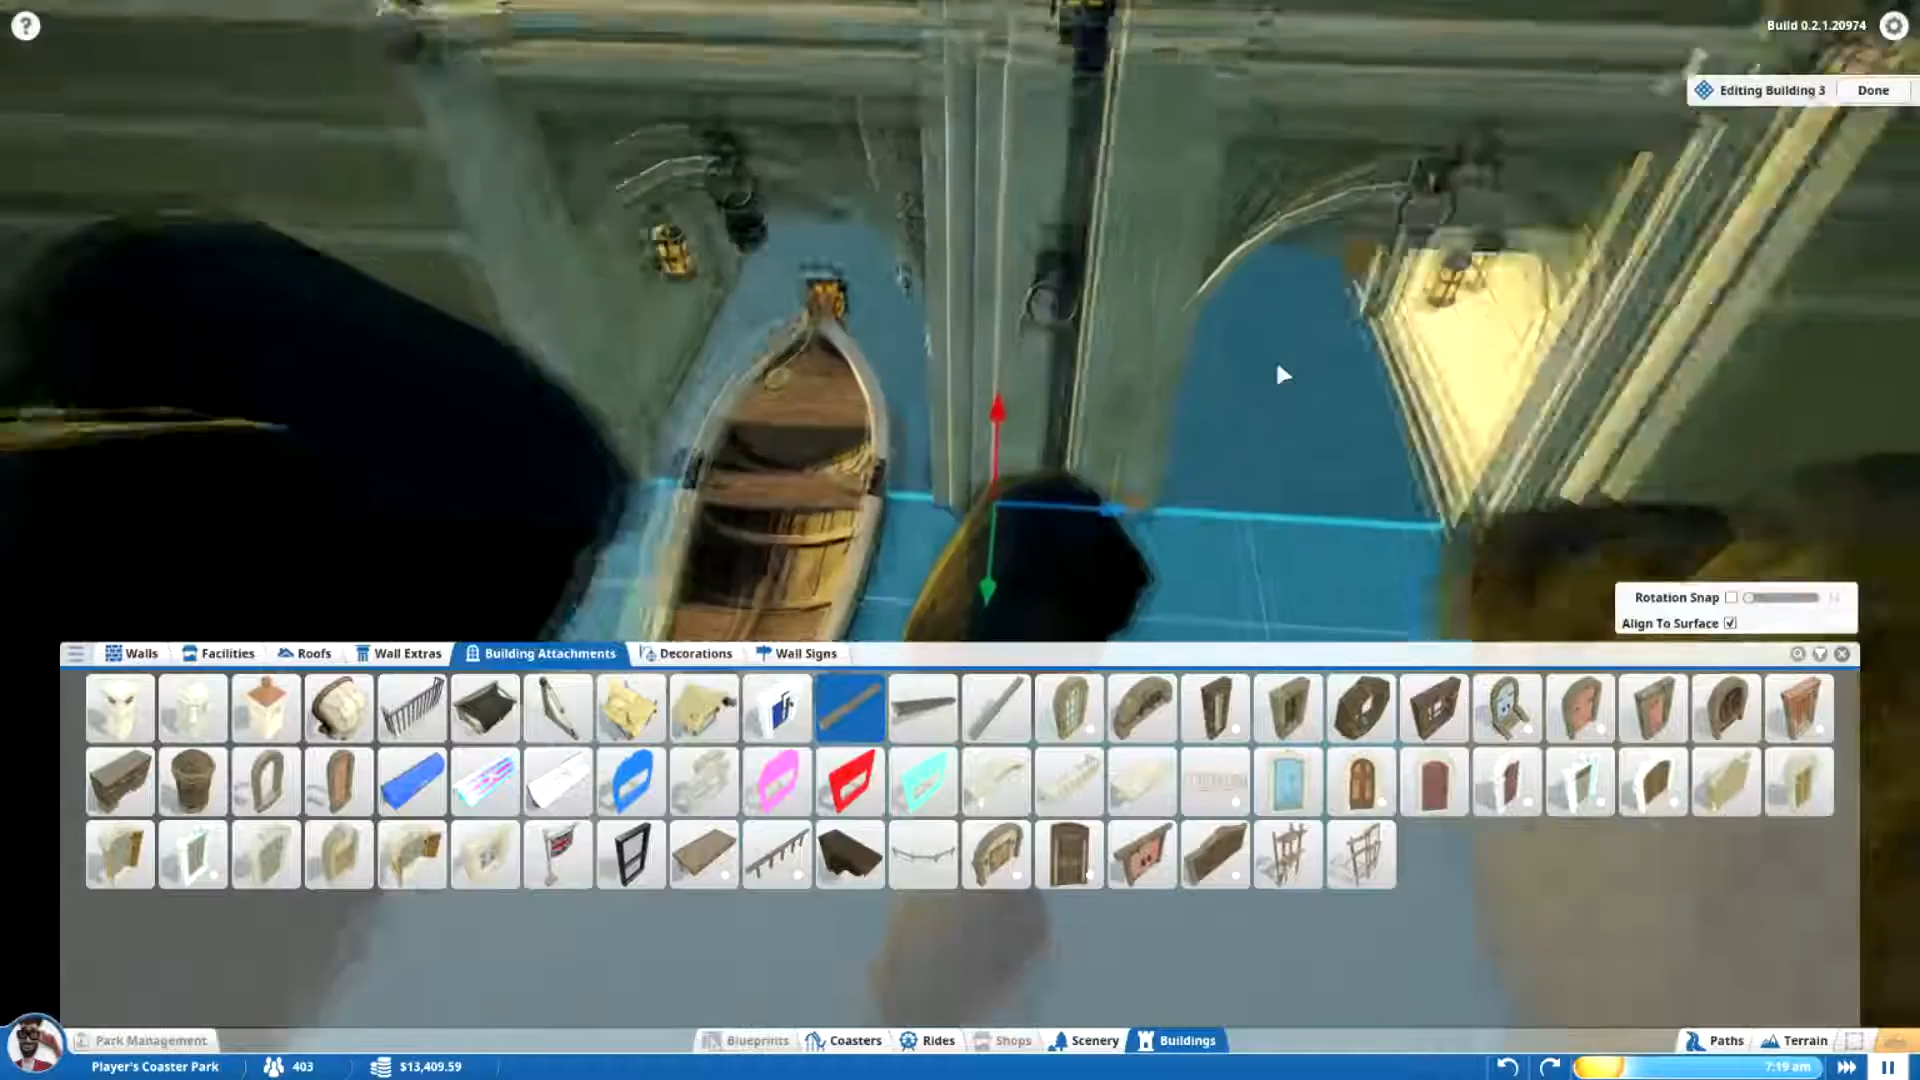 ?
Build 0.2.1.20974
Editing Building 3 Done
Rotation Snap
Align To Surface
Walls Facilities Roofs Wall Extras Building Attachments Decorations Wall Signs
Park Management Blueprints Coasters Rides Shops Scenery Buildings Paths Terrain
Player's Coaster Park 403 $13,409.59 7:19 am